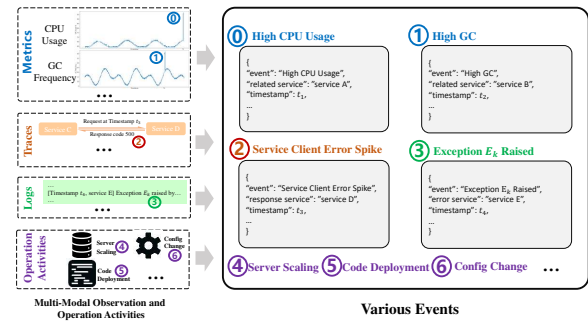 Metrics
CPU
Usage
0
GC
Frequency
1
...
Traces
Service C
Request at Timestamp t3
Response code 500
Service D
2
...
Logs
...
[Timestamp t4, service E] Exception Ek raised by...
...
3
Operation
Activities
Server
Scaling
4
Config
Change
6
Code
Deployment
5
...
Multi-Modal Observation and
Operation Activities
0 High CPU Usage
{
"event": "High CPU Usage",
"related service": "service A",
"timestamp": t1,
...
}
1 High GC
{
"event": "High GC",
"related service": "service B",
"timestamp": t2,
...
}
2 Service Client Error Spike
{
"event": "Service Client Error Spike",
"response service": "service D",
"timestamp": t3,
...
}
3 Exception Ek Raised
{
"event": "Exception Ek Raised",
"error service": "service E",
"timestamp": t4,
...
}
4 Server Scaling 5 Code Deployment 6 Config Change ...
Various Events